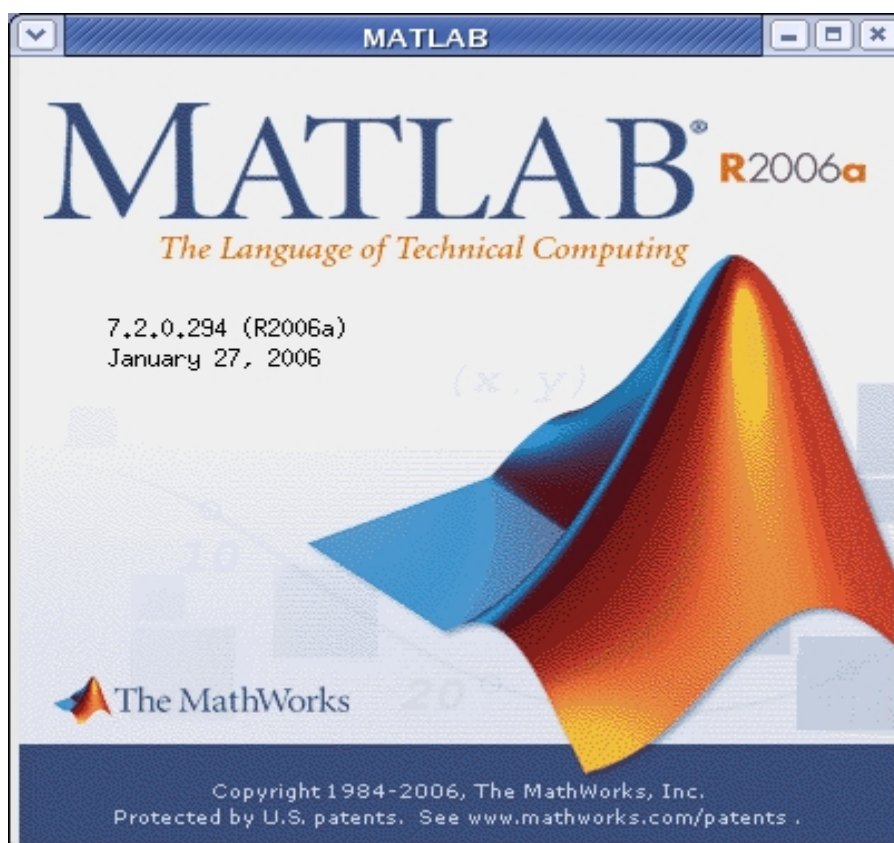 MATLAB
MATLAB® R2006a
The Language of Technical Computing
7.2.0.294 (R2006a)
January 27, 2006
(x, y)
10
The MathWorks
20
Copyright 1984-2006, The MathWorks, Inc.
Protected by U.S. patents. See www.mathworks.com/patents .